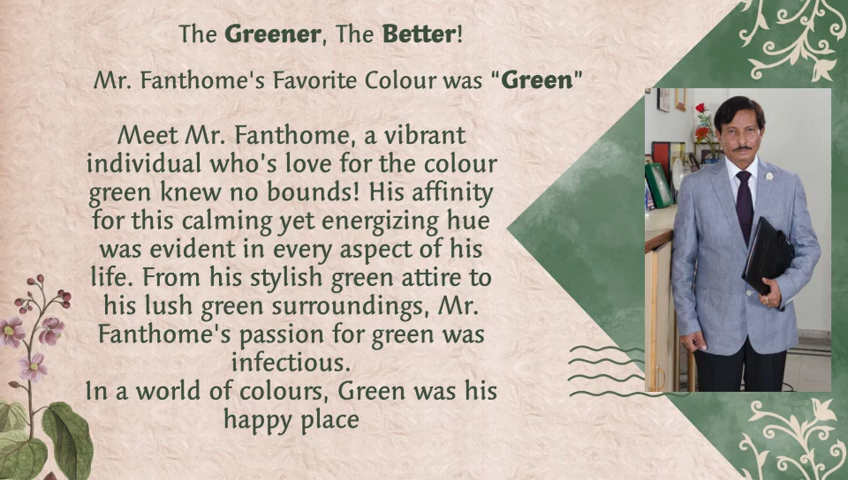 The Greener, The Better!
Mr. Fanthome's Favorite Colour was “Green”
Meet Mr. Fanthome, a vibrant
individual who's love for the colour
green knew no bounds! His affinity
for this calming yet energizing hue
was evident in every aspect of his
life. From his stylish green attire to
his lush green surroundings, Mr.
Fanthome's passion for green was
infectious.
In a world of colours, Green was his
happy place